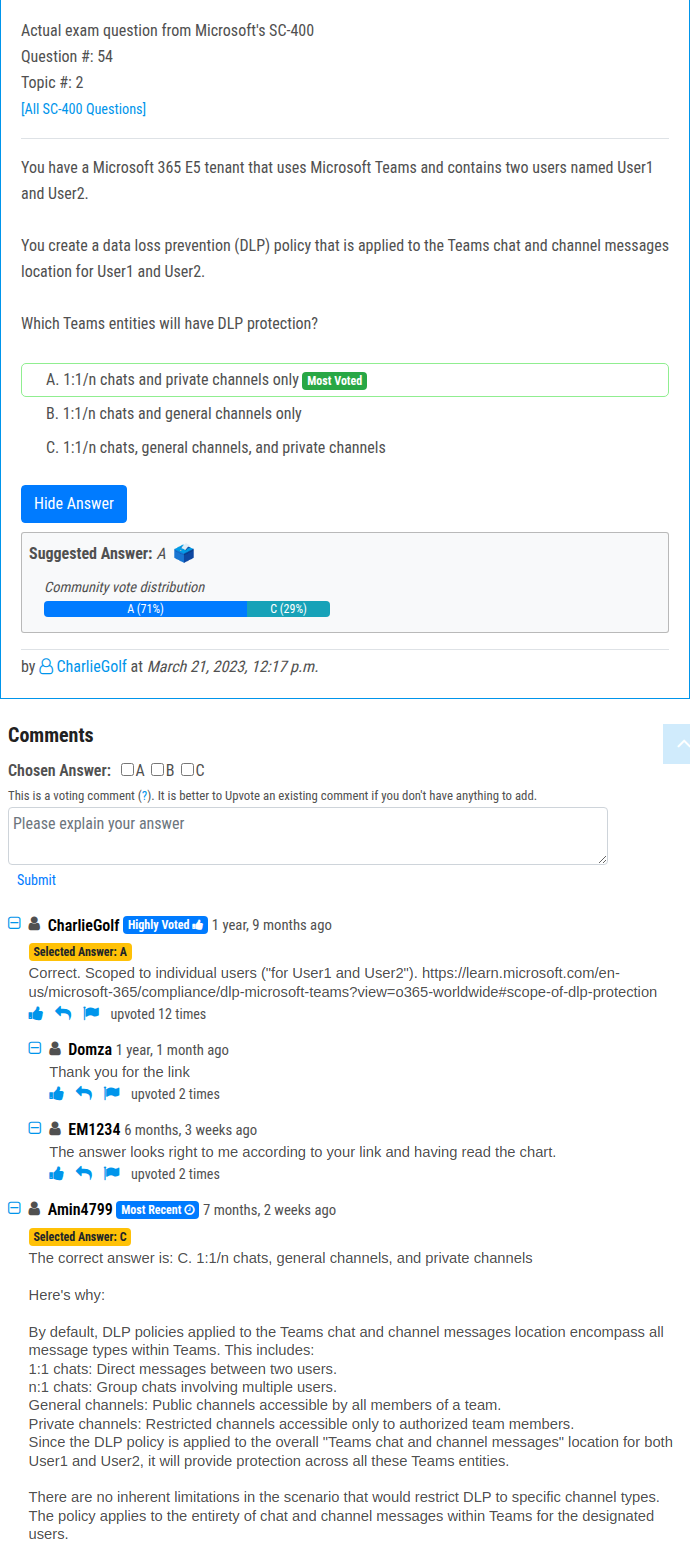 Actual exam question from Microsoft's SC-400
Question #: 54
Topic #: 2
[All SC-400 Questions]
You have a Microsoft 365 E5 tenant that uses Microsoft Teams and contains two users named User1
and User2.
You create a data loss prevention (DLP) policy that is applied to the Teams chat and channel messages
location for User1 and User2.
Which Teams entities will have DLP protection?
A. 1:1/n chats and private channels only Most Voted
B. 1:1/n chats and general channels only
C. 1:1/n chats, general channels, and private channels
Hide Answer
Suggested Answer: A
Community vote distribution
A (71%) C (29%)
by CharlieGolf at March 21, 2023, 12:17 p.m.
Comments
Chosen Answer: A B C
This is a voting comment (?). It is better to Upvote an existing comment if you don't have anything to add.
Please explain your answer
Submit
CharlieGolf Highly Voted 1 year, 9 months ago
Selected Answer: A
Correct. Scoped to individual users ("for User1 and User2"). https://learn.microsoft.com/en-
us/microsoft-365/compliance/dlp-microsoft-teams?view=o365-worldwide#scope-of-dlp-protection
upvoted 12 times
Domza 1 year, 1 month ago
Thank you for the link
upvoted 2 times
EM1234 6 months, 3 weeks ago
The answer looks right to me according to your link and having read the chart.
upvoted 2 times
Amin4799 Most Recent 7 months, 2 weeks ago
Selected Answer: C
The correct answer is: C. 1:1/n chats, general channels, and private channels
Here's why:
By default, DLP policies applied to the Teams chat and channel messages location encompass all
message types within Teams. This includes:
1:1 chats: Direct messages between two users.
n:1 chats: Group chats involving multiple users.
General channels: Public channels accessible by all members of a team.
Private channels: Restricted channels accessible only to authorized team members.
Since the DLP policy is applied to the overall "Teams chat and channel messages" location for both
User1 and User2, it will provide protection across all these Teams entities.
There are no inherent limitations in the scenario that would restrict DLP to specific channel types.
The policy applies to the entirety of chat and channel messages within Teams for the designated
users.